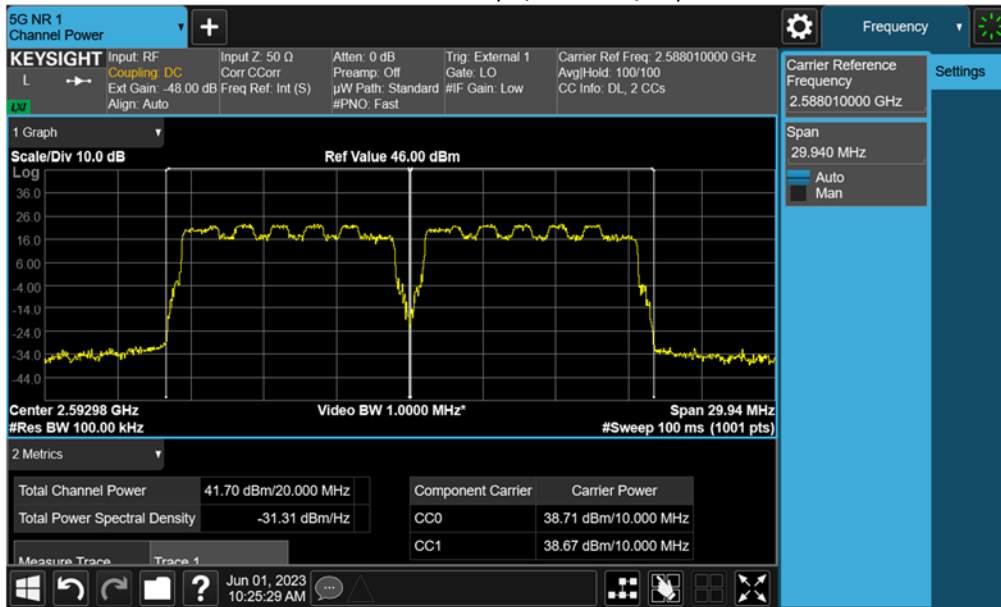 5G NR 1
Channel Power
+
Frequency
KEYSIGHT
L
LXI
Input: RF
Coupling: DC
Ext Gain: -48.00 dB
Align: Auto
Input Z: 50 Ω
Corr CCorr
Freq Ref: Int (S)
Atten: 0 dB
Preamp: Off
µW Path: Standard
#PNO: Fast
Trig: External 1
Gate: LO
#IF Gain: Low
Carrier Ref Freq: 2.588010000 GHz
Avg|Hold: 100/100
CC Info: DL, 2 CCs
Carrier Reference
Frequency
2.588010000 GHz
Settings
Span
29.940 MHz
Auto
Man
1 Graph
Scale/Div 10.0 dB
Ref Value 46.00 dBm
Log
36.0
26.0
16.0
6.00
-4.00
-14.0
-24.0
-34.0
-44.0
Center 2.59298 GHz
Video BW 1.0000 MHz*
Span 29.94 MHz
#Res BW 100.00 kHz
#Sweep 100 ms (1001 pts)
2 Metrics
Total Channel Power 41.70 dBm/20.000 MHz
Total Power Spectral Density -31.31 dBm/Hz
Component Carrier Carrier Power
CC0 38.71 dBm/10.000 MHz
CC1 38.67 dBm/10.000 MHz
Measure Trace Trace 1
?
Jun 01, 2023
10:25:29 AM